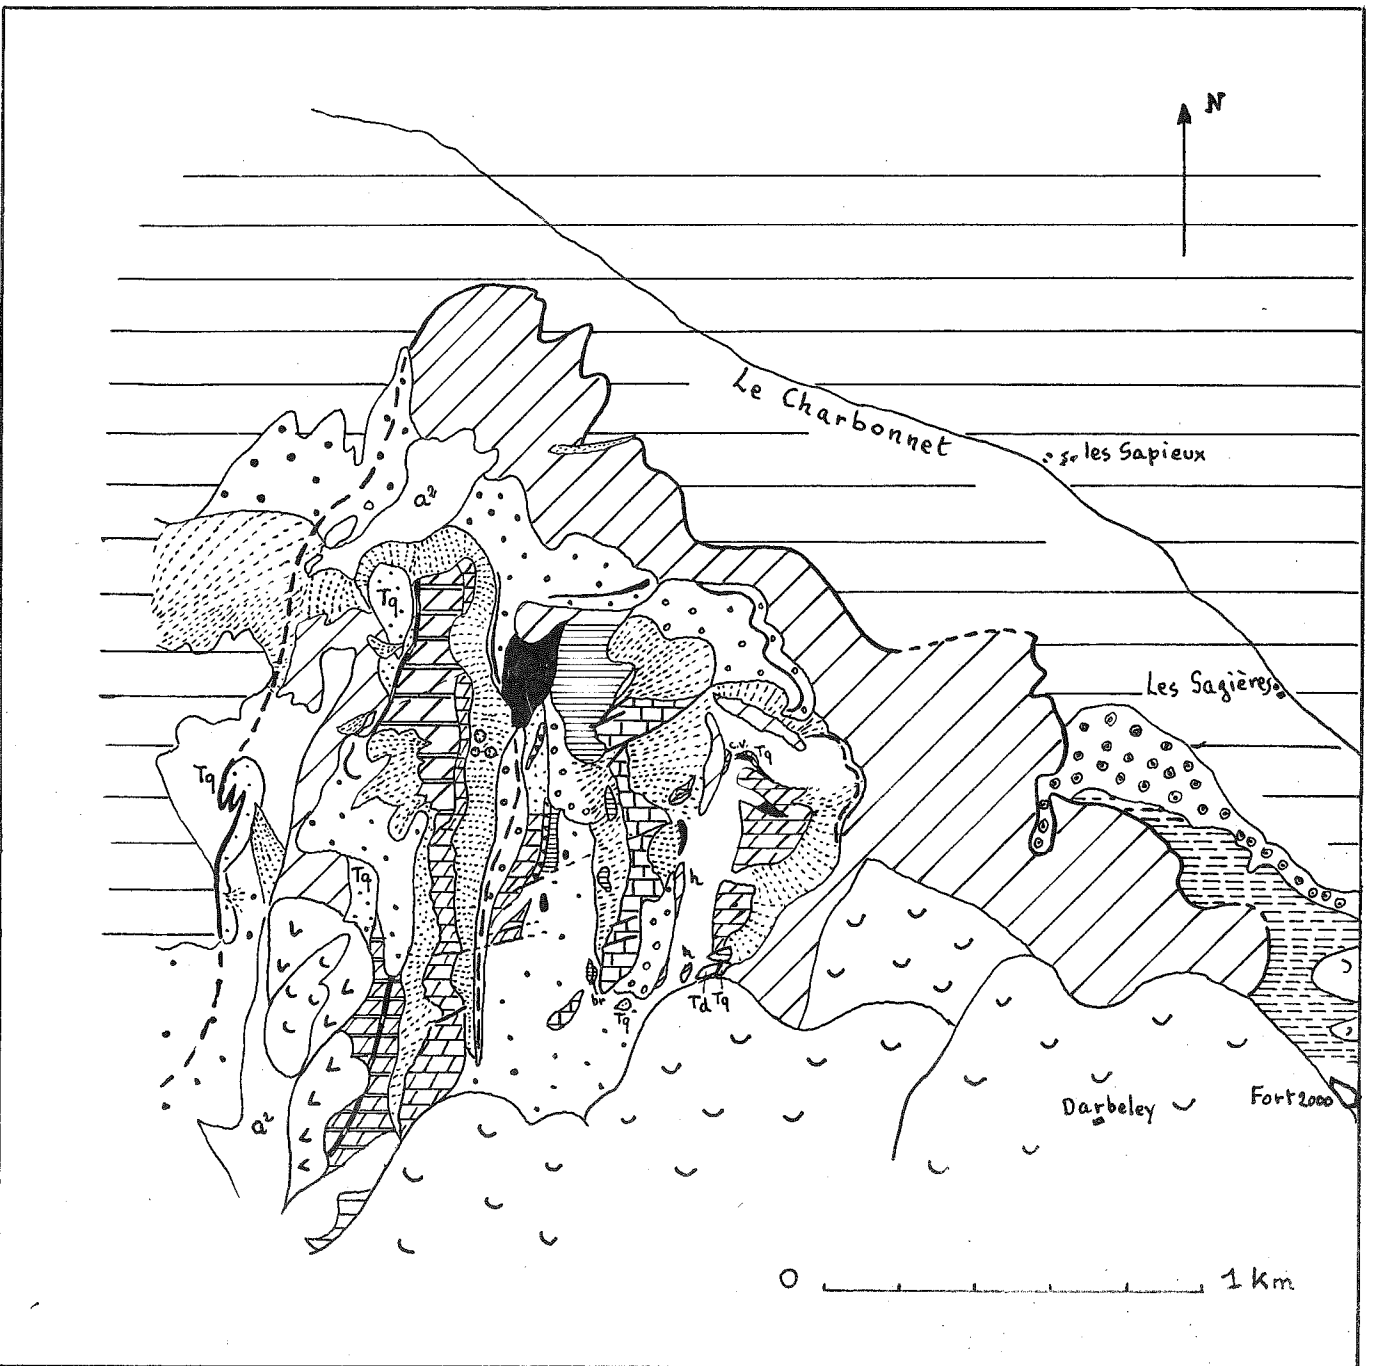 N
Le Charbonnet
les Sapieux
a²
Tq
Les Sagières
c.v. Tq
Tq
Tq
h
h
br
Tq
Td Tq
Darbeley
Fort 2000
a²
0 1 Km